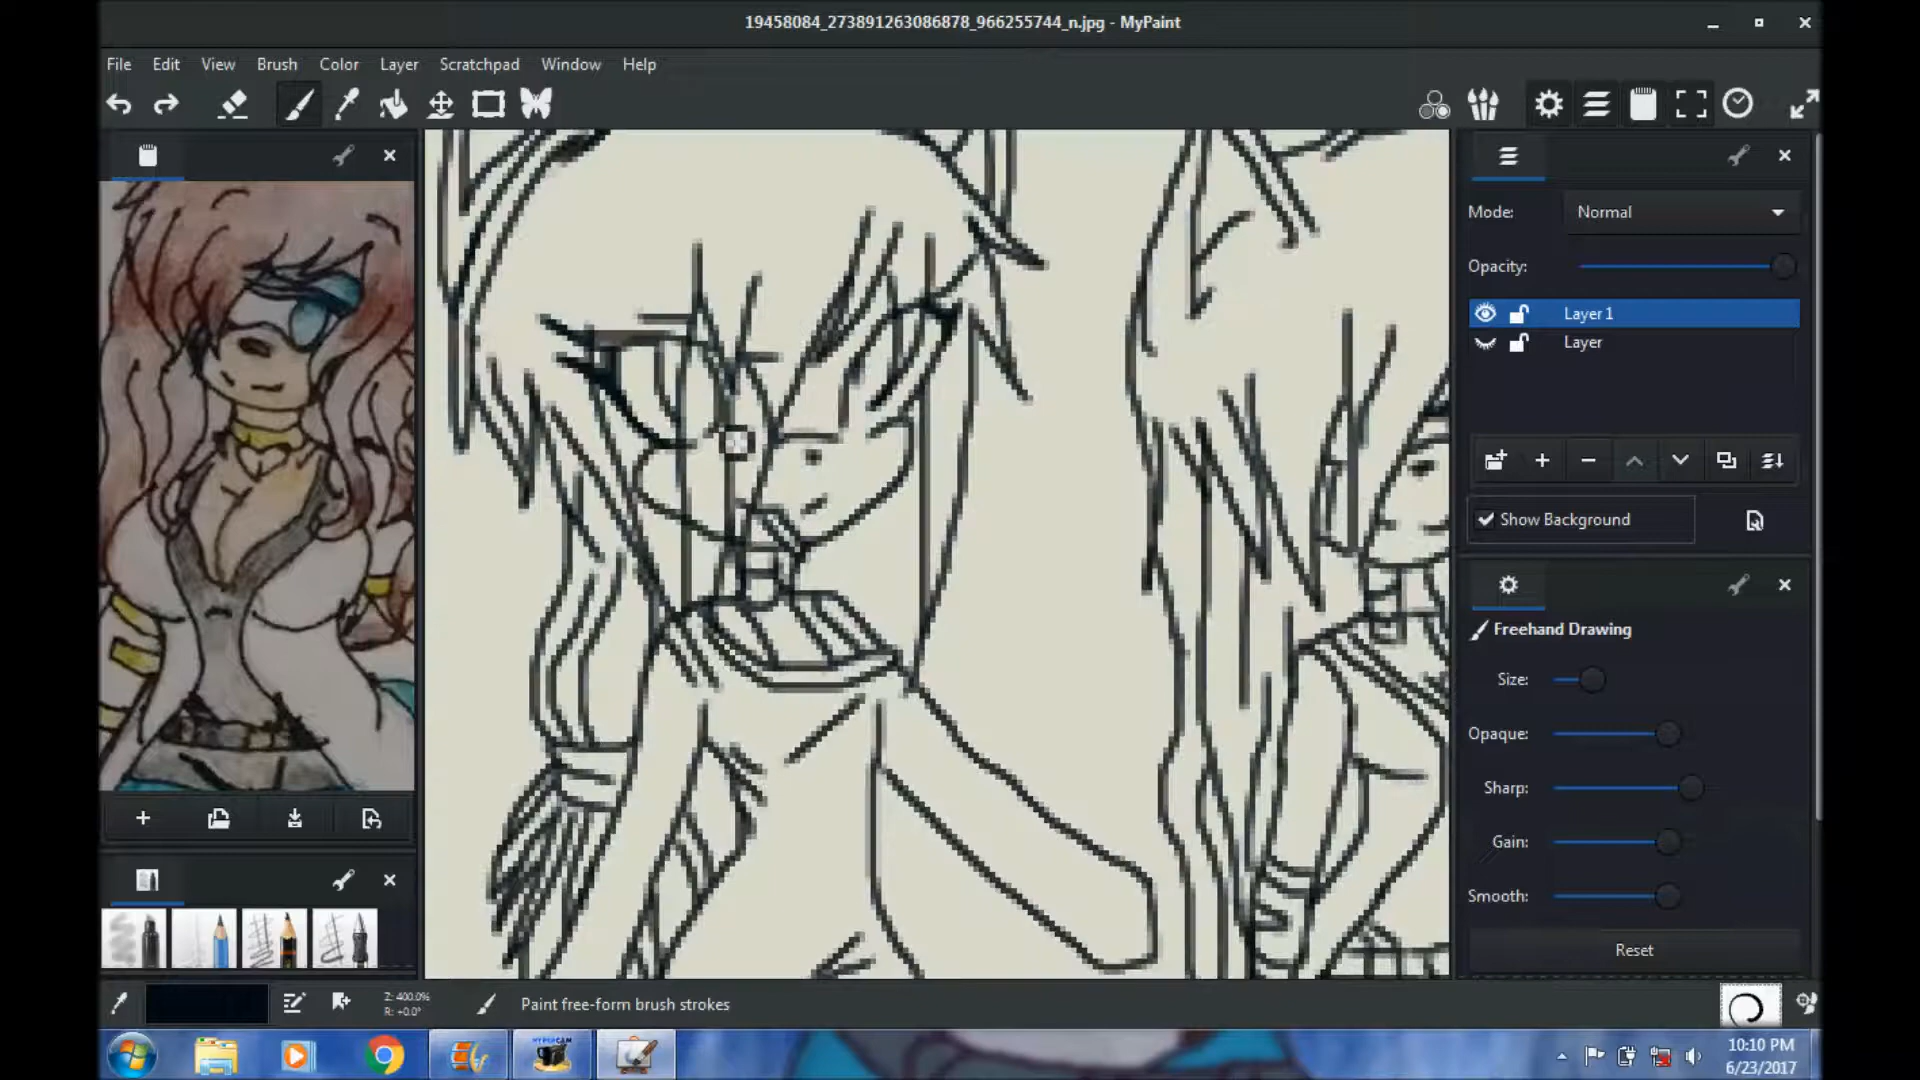 19458084_273891263086878_966255744_n.jpg - MyPaint
File Edit View Brush Color Layer Scratchpad Window Help
Mode: Normal
Opacity:
Layer 1
Layer
Show Background
Freehand Drawing
Size:
Opaque:
Sharp:
Gain:
Smooth:
Reset
Z: 400.0%
R: +0.0°
Paint free-form brush strokes
HYPERCAM
10:10 PM
6/23/2017